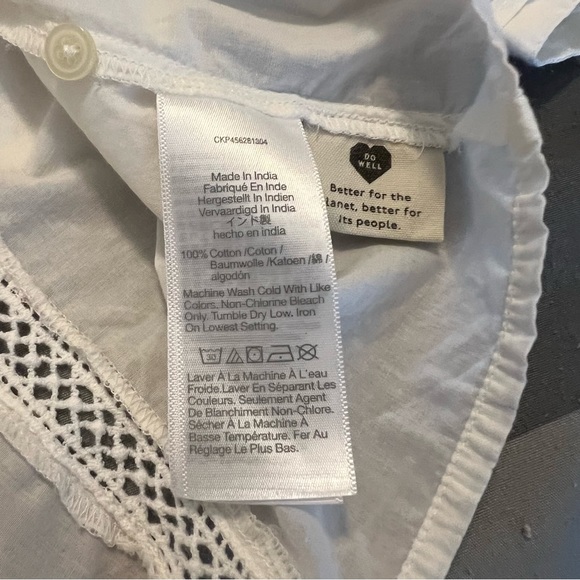 CKP456281304
Made In India
Fabriqué En Inde
Hergestellt In Indien
Vervaardigd In India
インド製
hecho en india
100% Cotton /Coton /
Baumwolle /Katoen /綿 /
algodón
Machine Wash Cold With Like
Colors. Non-Chlorine Bleach
Only. Tumble Dry Low. Iron
On Lowest Setting.
30
Laver À La Machine À L'eau
Froide.Laver En Séparant Les
Couleurs. Seulement Agent
De Blanchiment Non-Chlore.
Sécher À La Machine À
Basse Température. Fer Au
Réglage Le Plus Bas.
DO
WELL
Better for the
lanet, better for
its people.